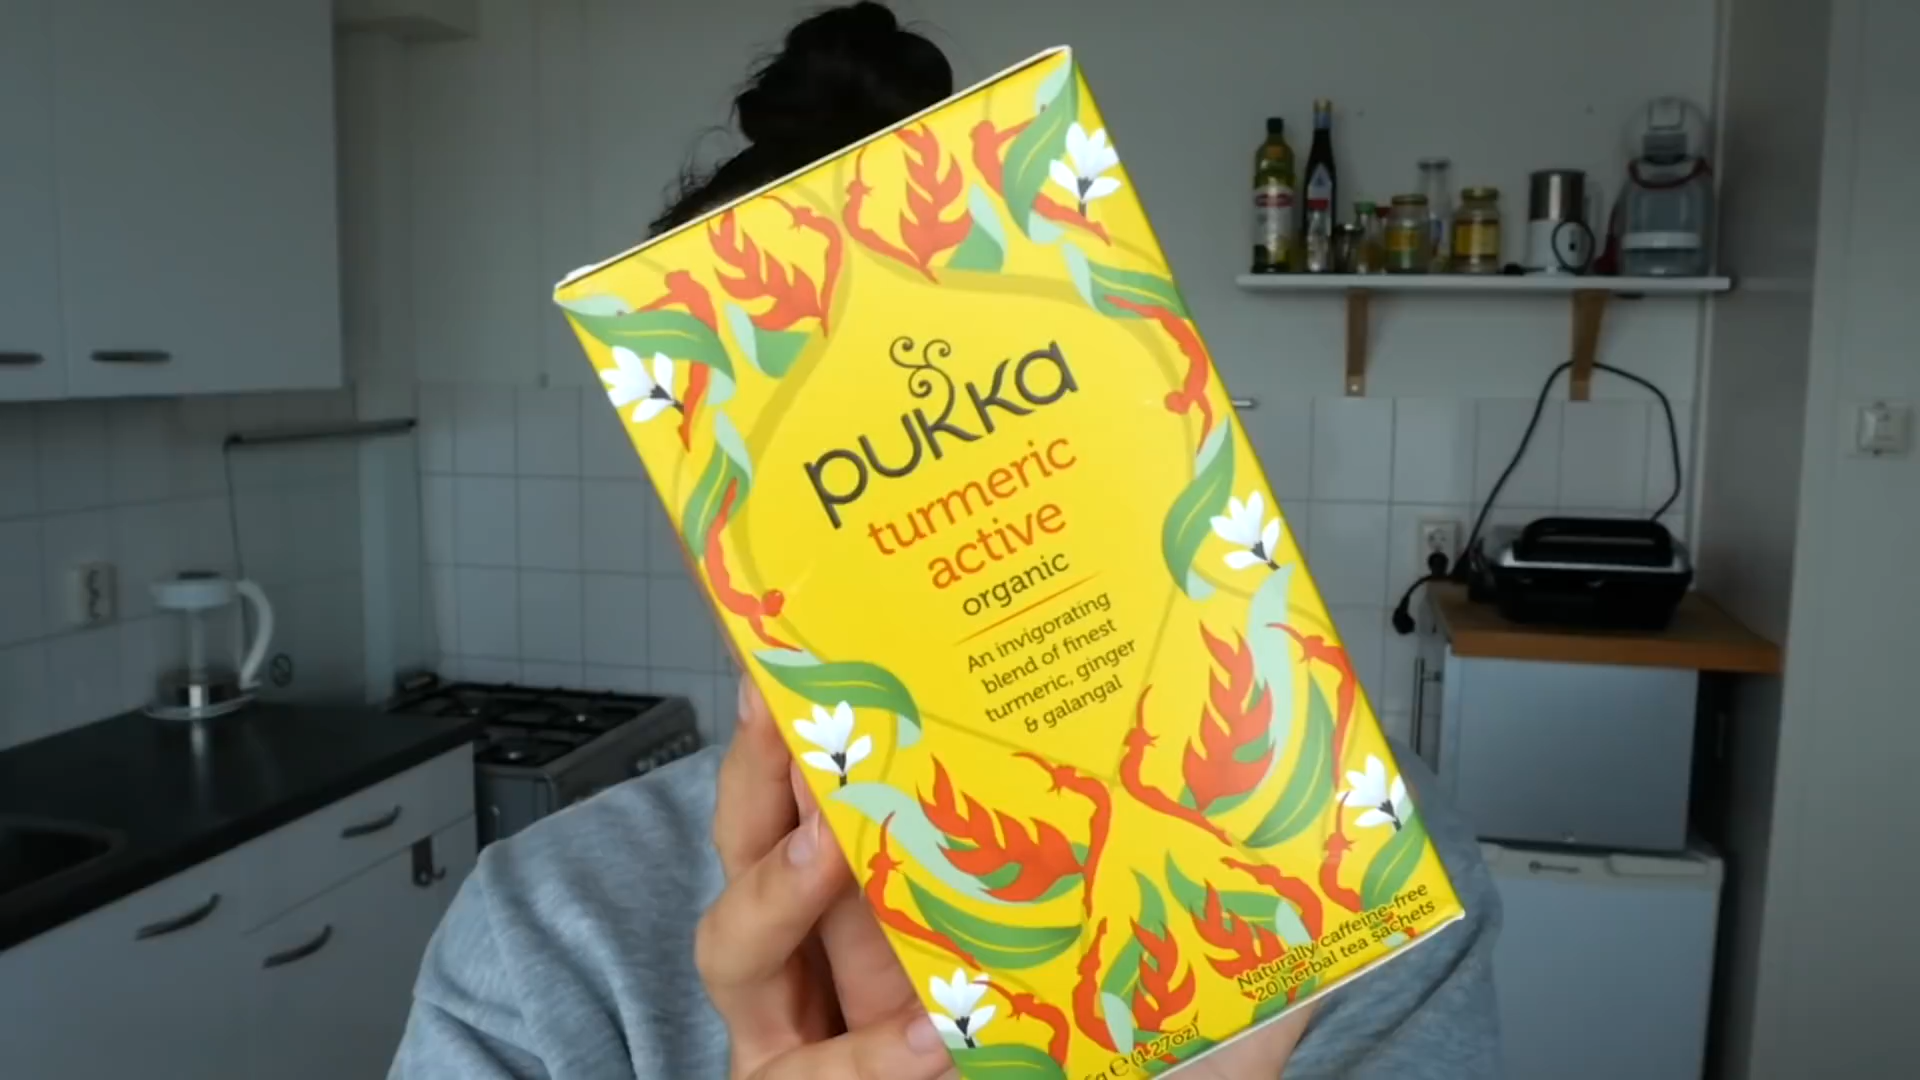 pukka
turmeric
active
organic
An invigorating
blend of finest
turmeric, ginger
& galangal
Naturally caffeine-free
20 herbal tea sachets
(1.27oz)